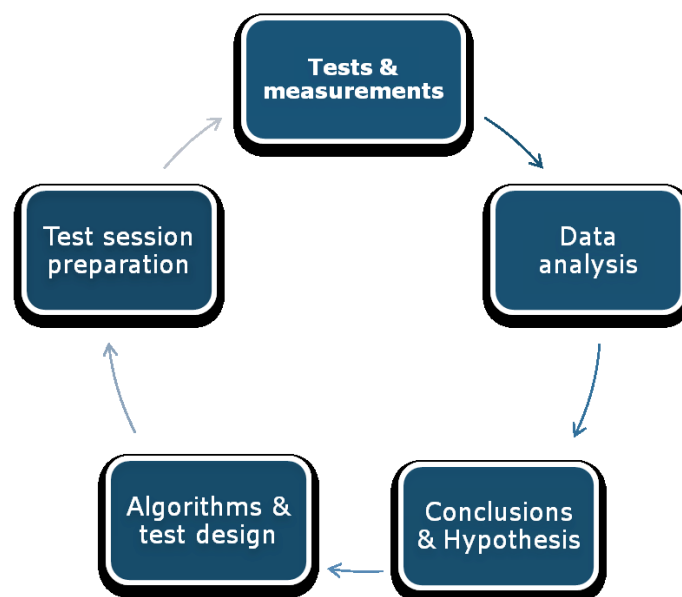 Tests &
measurements
Data
analysis
Conclusions
& Hypothesis
Algorithms &
test design
Test session
preparation